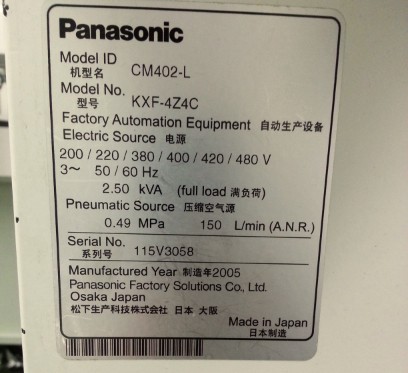 Panasonic
Model ID
机型名 CM402-L
Model No.
型号 KXF-4Z4C
Factory Automation Equipment 自动生产设备
Electric Source 电源
200 / 220 / 380 / 400 / 420 / 480 V
3～ 50 / 60 Hz
2.50 kVA (full load 满负荷)
Pneumatic Source 压缩空气源
0.49 MPa 150 L/min (A.N.R.)
Serial No.
系列号 115V3058
Manufactured Year 制造年2005
Panasonic Factory Solutions Co., Ltd.
Osaka Japan
松下生产科技株式会社 日本 大阪
Made in Japan
日本制造